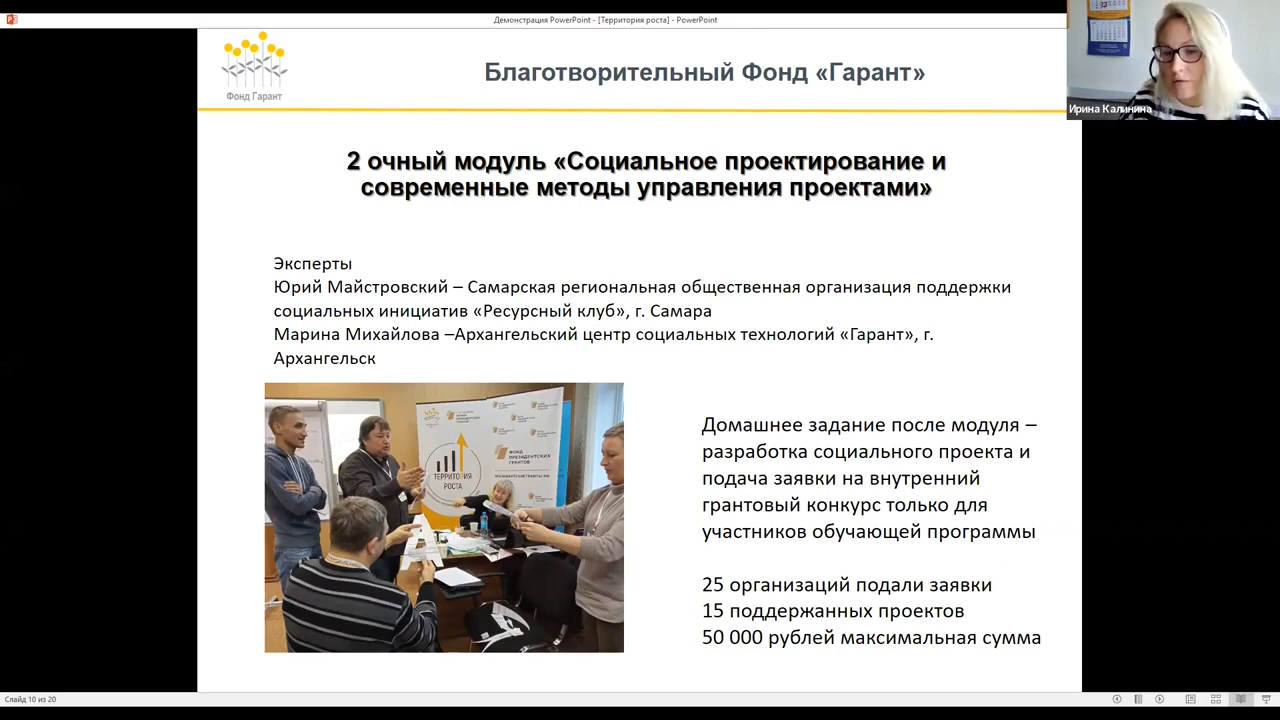 Демонстрация PowerPoint - [Территория роста] - PowerPoint
Фонд Гарант
Благотворительный Фонд «Гарант»
Ирина Калинина
2 очный модуль «Социальное проектирование и
современные методы управления проектами»
Эксперты
Юрий Майстровский – Самарская региональная общественная организация поддержки
социальных инициатив «Ресурсный клуб», г. Самара
Марина Михайлова –Архангельский центр социальных технологий «Гарант», г.
Архангельск
ТЕРРИТОРИЯ
РОСТА
ФОНД
ПРЕЗИДЕНТСКИХ
ГРАНТОВ
Домашнее задание после модуля –
разработка социального проекта и
подача заявки на внутренний
грантовый конкурс только для
участников обучающей программы
25 организаций подали заявки
15 поддержанных проектов
50 000 рублей максимальная сумма
Слайд 10 из 20